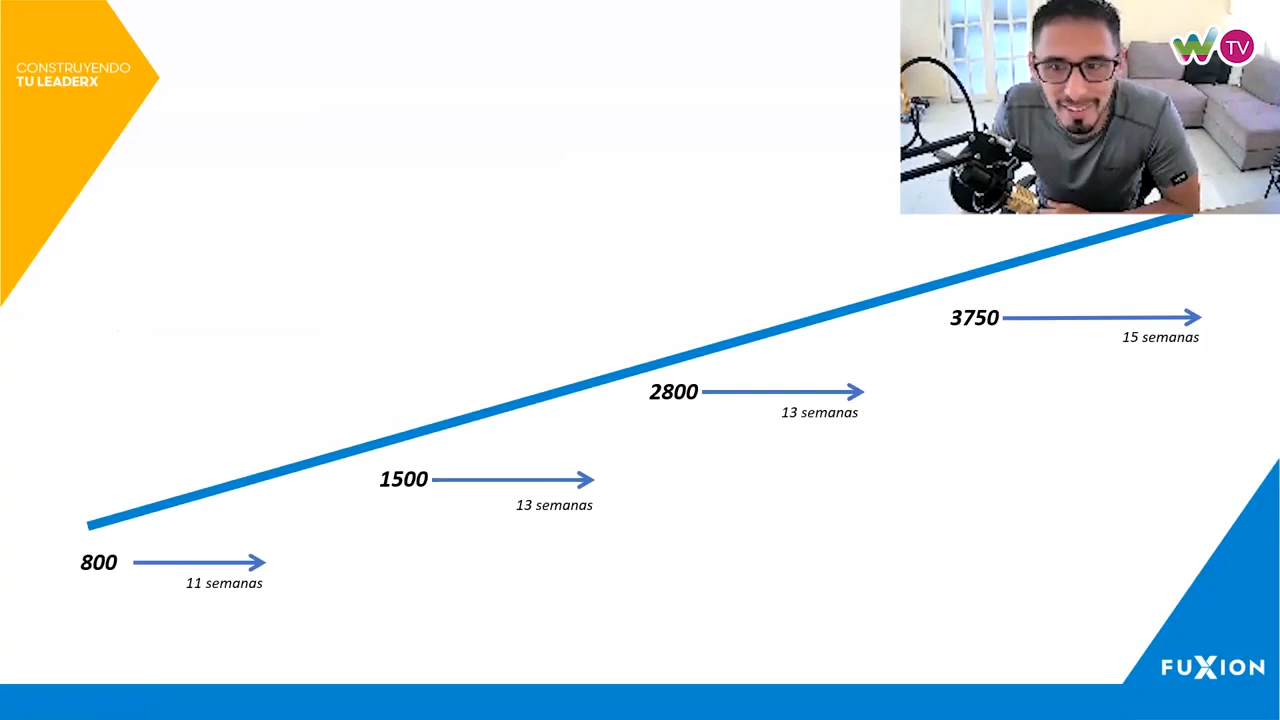 CONSTRUYENDO
TU LEADERX
W TV
3750
15 semanas
2800
13 semanas
1500
13 semanas
800
11 semanas
FUXION